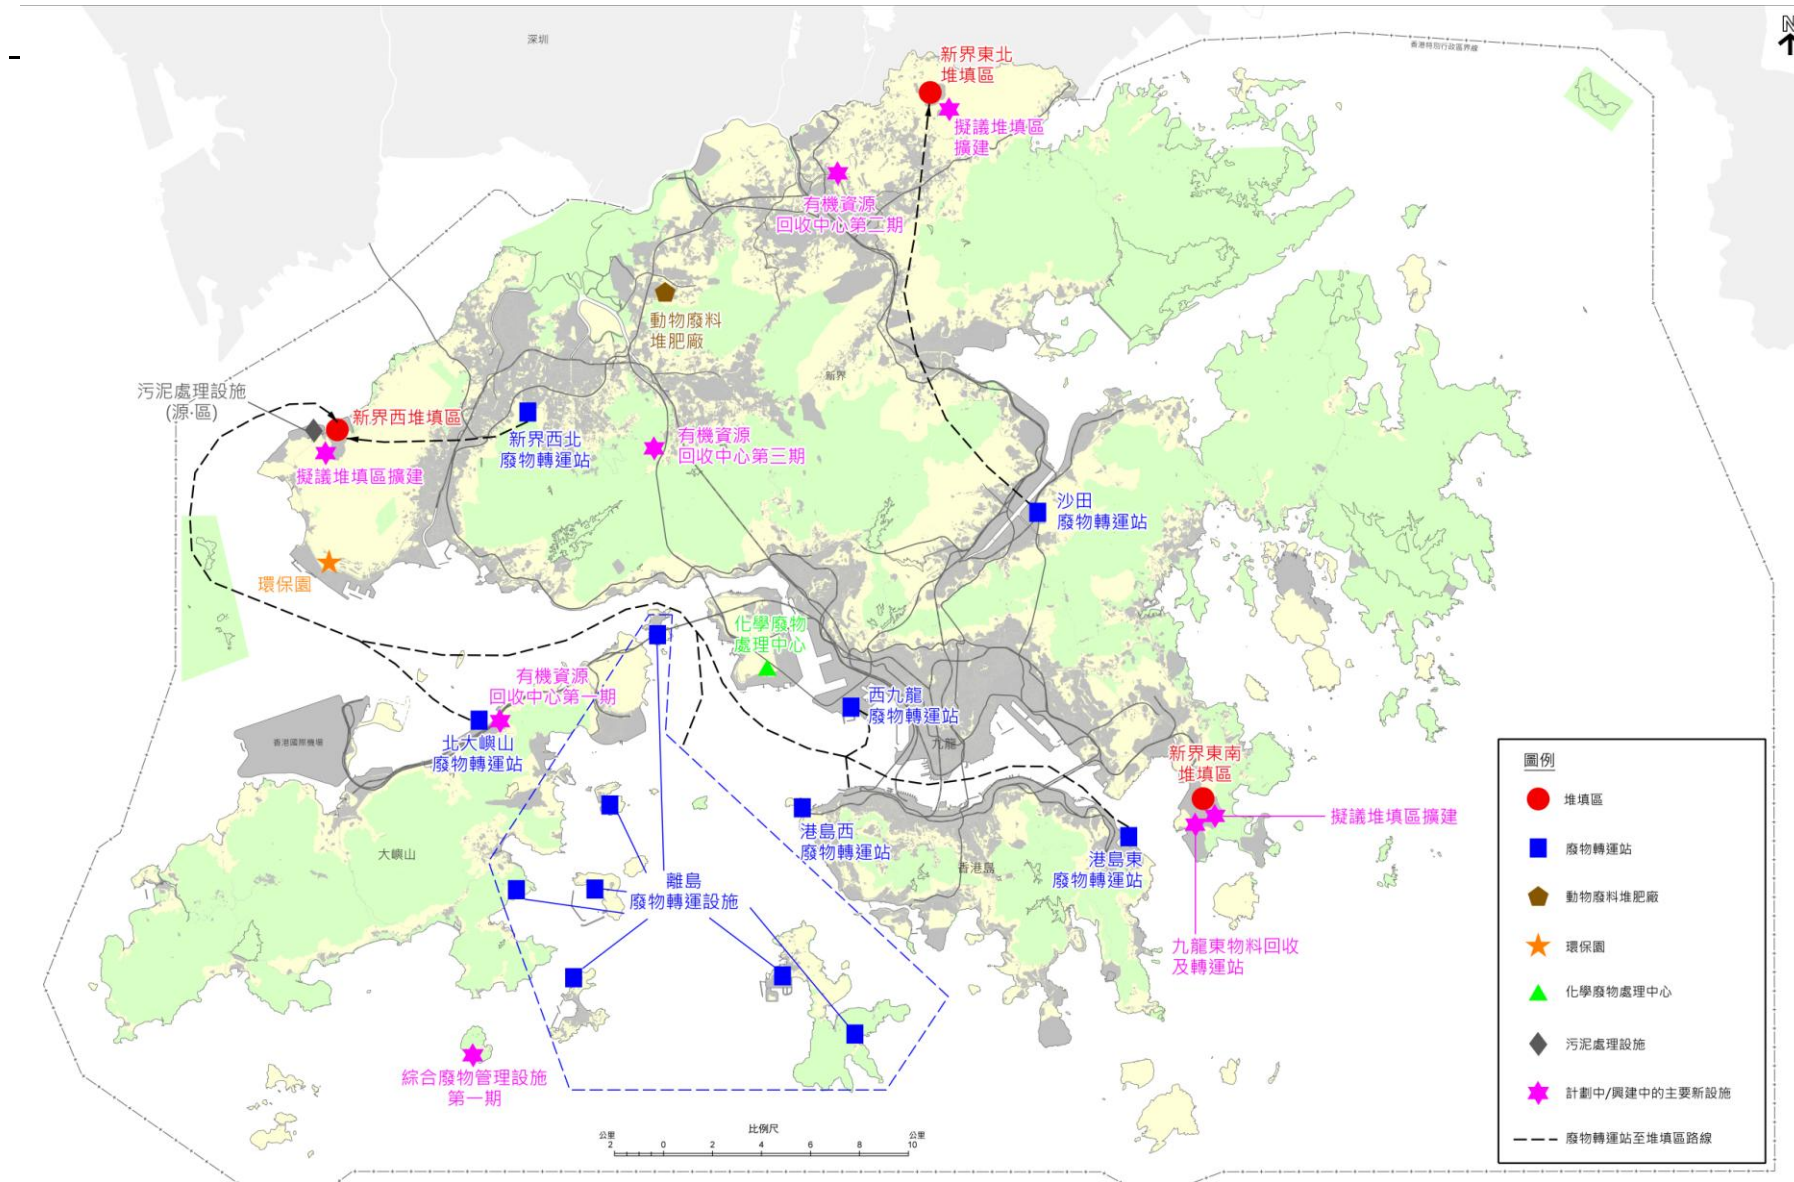 深圳
香港特別行政區界線
N
新界東北
堆填區
擬議堆填區
擴建
有機資源
回收中心第二期
動物廢料
堆肥廠
新界
污泥處理設施
(源·區)
新界西堆填區
擬議堆填區擴建
新界西北
廢物轉運站
有機資源
回收中心第三期
沙田
廢物轉運站
環保園
化學廢物
處理中心
有機資源
回收中心第一期
北大嶼山
廢物轉運站
香港國際機場
西九龍
廢物轉運站
九龍
新界東南
堆填區
擬議堆填區擴建
港島西
廢物轉運站
港島東
廢物轉運站
香港島
大嶼山
離島
廢物轉運設施
九龍東物料回收
及轉運站
綜合廢物管理設施
第一期
比例尺
公里 公里
2 0 2 4 6 8 10
圖例
堆填區
廢物轉運站
動物廢料堆肥廠
環保園
化學廢物處理中心
污泥處理設施
計劃中/興建中的主要新設施
廢物轉運站至堆填區路線